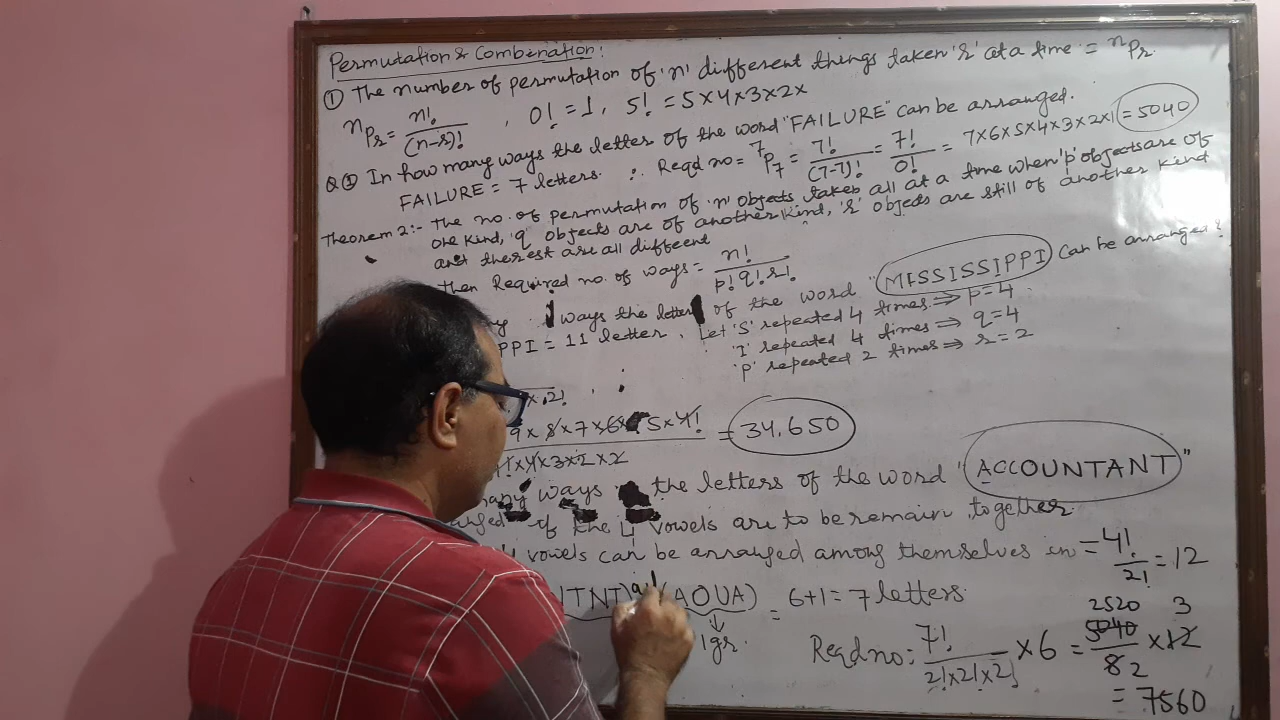 Permutation & Combination:
① The number of permutation of 'n' different things taken 'r' at a time = nPr.
nPr = n!/(n-r)! , 0! = 1, 5! = 5×4×3×2×
Q ① In how many ways the letter of the word "FAILURE" can be arranged.
FAILURE = 7 letters. ∴ Reqd no = 7P7 = 7!/(7-7)! = 7!/0! = 7×6×5×4×3×2×1 = 5040
Theorem 2:- The no. of permutation of 'n' objects taken all at a time when 'p' objects are of
one kind, 'q' objects are of another kind, 'r' objects are still of another kind
and the rest are all diffeent
then Required no. of ways = n!/p! q! r!
ways the letter of the word "MISSISSIPPI Can be arranged?
PPI = 11 letter, Let 'S' repeated 4 times ⇒ p = 4
'I' repeated 4 times ⇒ q = 4
'P' repeated 2 times ⇒ r = 2
× 2!
9 × 8 × 7 × 6 × 5 × 4! / 4! × 4 × 3 × 2 × 2 = 34,650
many ways the letters of the word "ACCOUNTANT"
of the 4 vowels are to be remain together.
4 vowels can be arranged among themselves in = 4!/2! = 12
NTNT) (AOUA) = 6+1 = 7 letters.
1gr.
Reqd no: 7!/2!×2!×2! × 6 = 2520 5040/8 2 × 12 3
= 7560